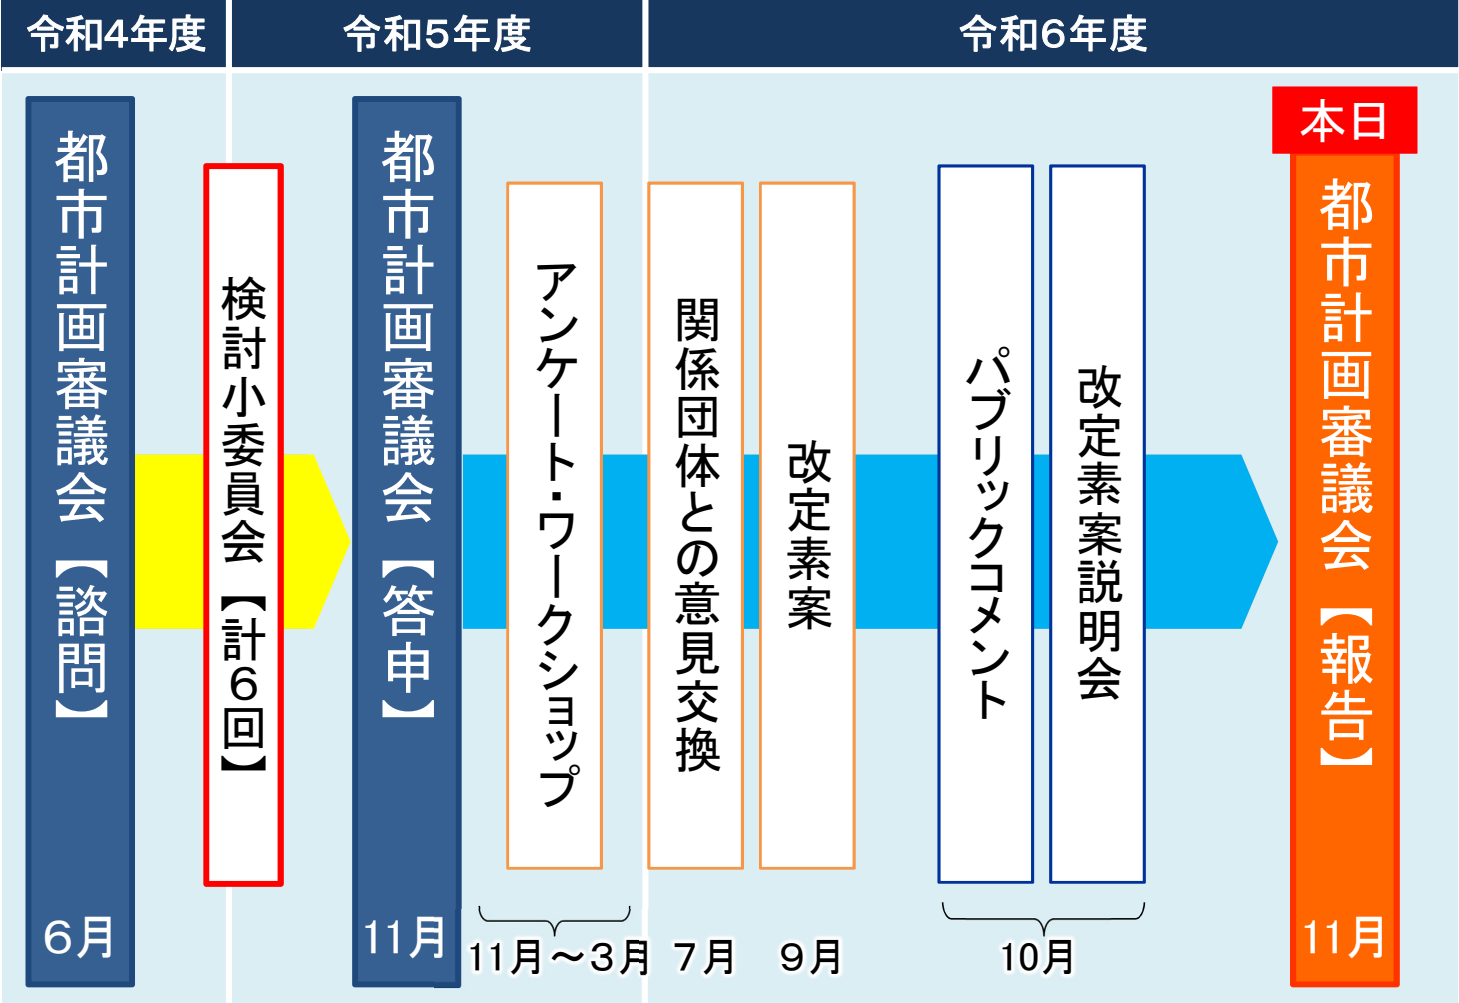 令和4年度
令和5年度
令和6年度
都市計画審議会【諮問】
6月
検討小委員会【計6回】
都市計画審議会【答申】
11月
アンケート・ワークショップ
11月～3月
関係団体との意見交換
7月
改定素案
9月
パブリックコメント
改定素案説明会
10月
本日
都市計画審議会【報告】
11月